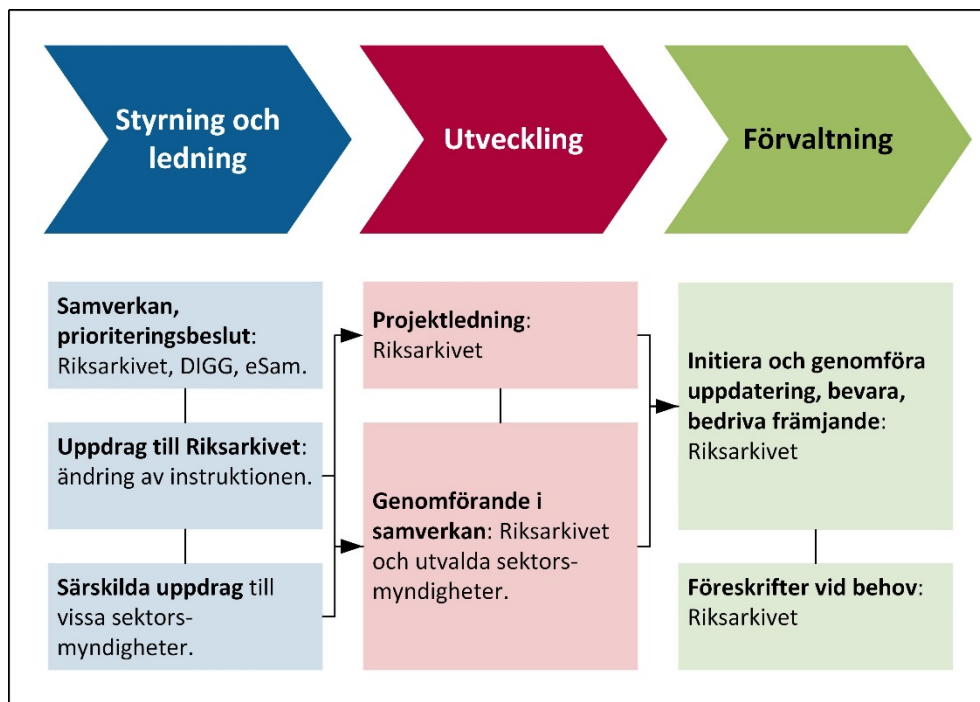 Styrning och
ledning
Utveckling
Förvaltning
Samverkan,
prioriteringsbeslut:
Riksarkivet, DIGG, eSam.
Uppdrag till Riksarkivet:
ändring av instruktionen.
Särskilda uppdrag till
vissa sektors-
myndigheter.
Projektledning:
Riksarkivet
Genomförande i
samverkan: Riksarkivet
och utvalda sektors-
myndigheter.
Initiera och genomföra
uppdatering, bevara,
bedriva främjande:
Riksarkivet
Föreskrifter vid behov:
Riksarkivet